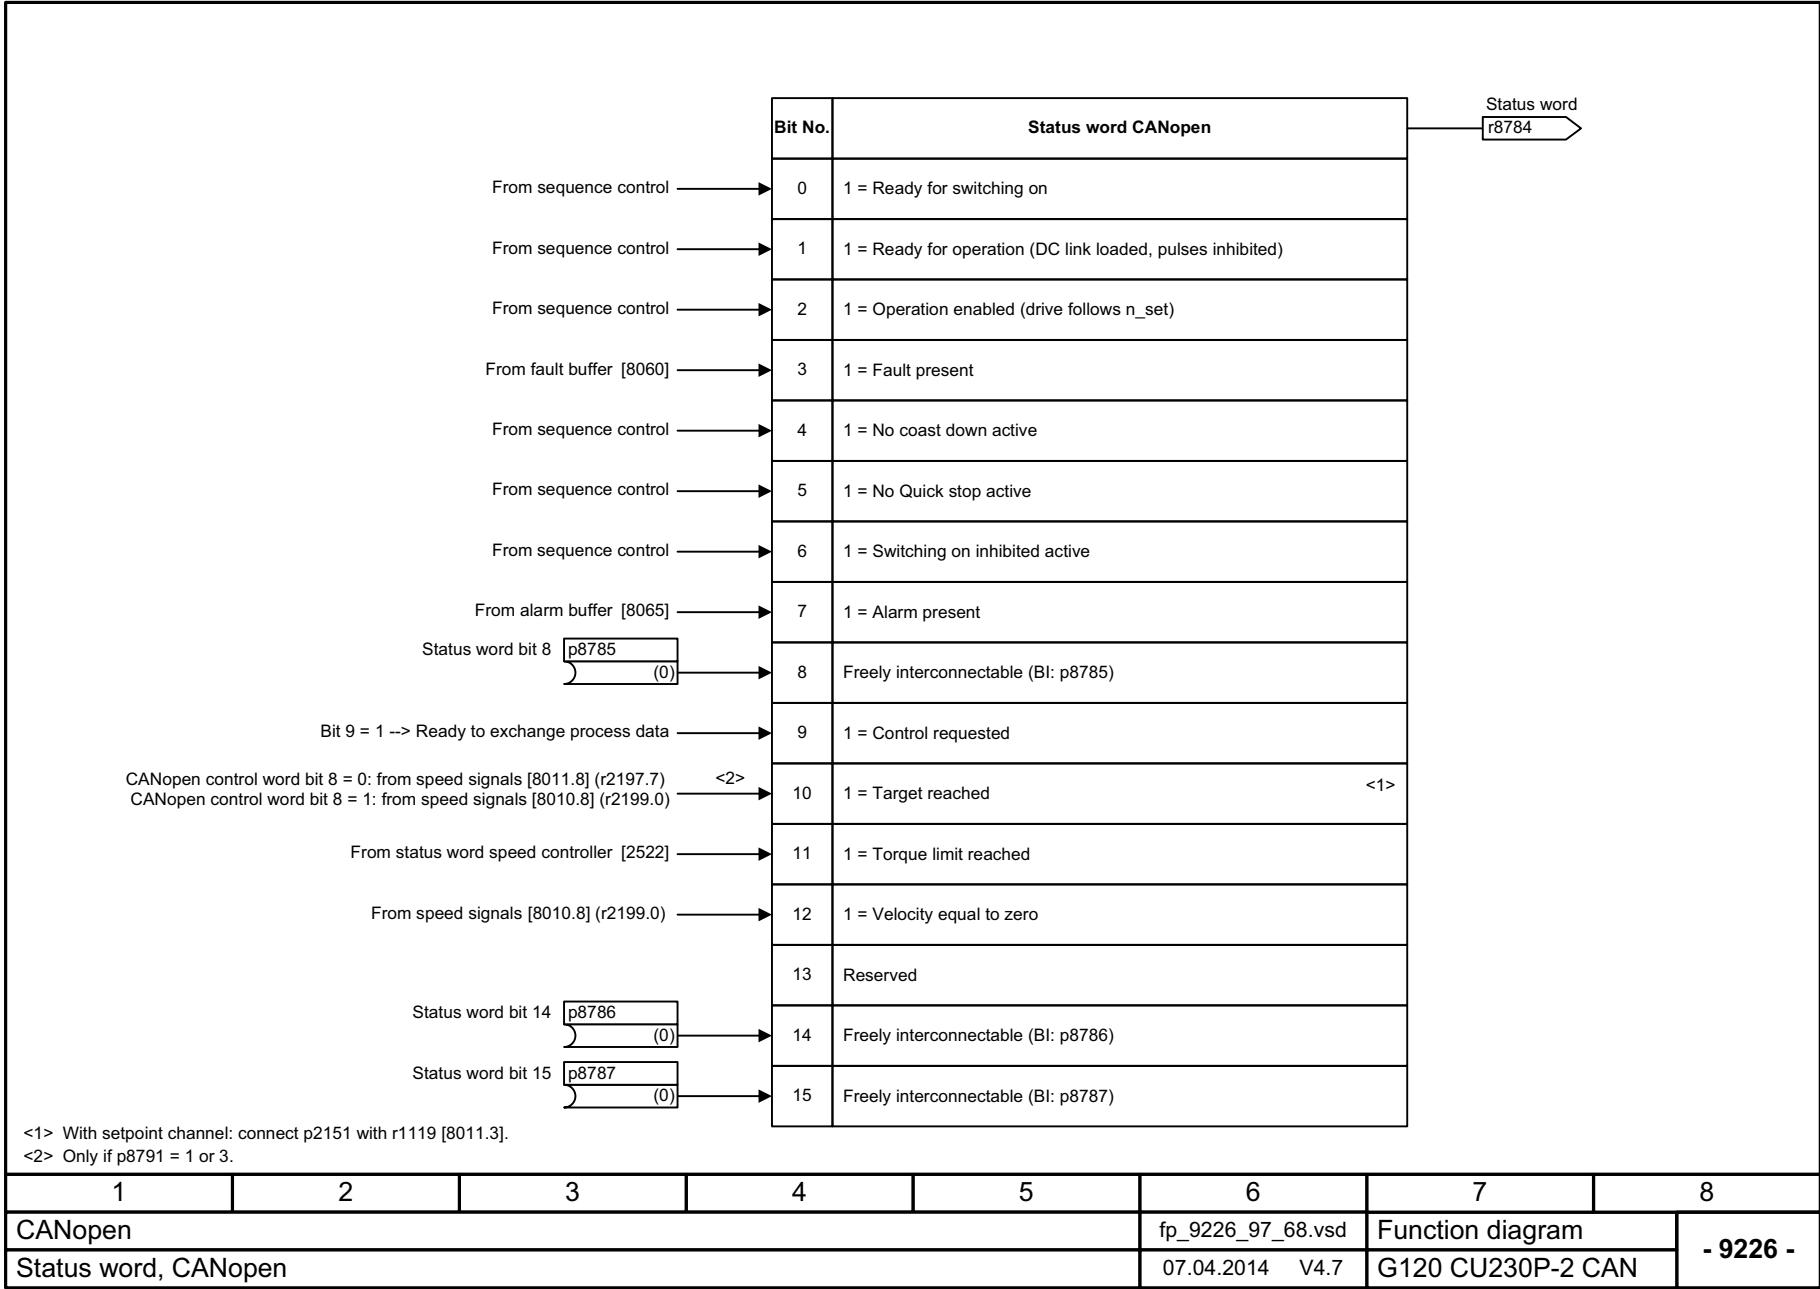 Status word
Bit No. Status word CANopen r8784
From sequence control 0 1 = Ready for switching on
From sequence control 1 1 = Ready for operation (DC link loaded, pulses inhibited)
From sequence control 2 1 = Operation enabled (drive follows n_set)
From fault buffer [8060] 3 1 = Fault present
From sequence control 4 1 = No coast down active
From sequence control 5 1 = No Quick stop active
From sequence control 6 1 = Switching on inhibited active
From alarm buffer [8065] 7 1 = Alarm present
Status word bit 8 p8785
(0) 8 Freely interconnectable (BI: p8785)
Bit 9 = 1 --> Ready to exchange process data 9 1 = Control requested
CANopen control word bit 8 = 0: from speed signals [8011.8] (r2197.7) <2>
CANopen control word bit 8 = 1: from speed signals [8010.8] (r2199.0) 10 1 = Target reached <1>
From status word speed controller [2522] 11 1 = Torque limit reached
From speed signals [8010.8] (r2199.0) 12 1 = Velocity equal to zero
13 Reserved
Status word bit 14 p8786
(0) 14 Freely interconnectable (BI: p8786)
Status word bit 15 p8787
(0) 15 Freely interconnectable (BI: p8787)
<1> With setpoint channel: connect p2151 with r1119 [8011.3].
<2> Only if p8791 = 1 or 3.
1 2 3 4 5 6 7 8
CANopen fp_9226_97_68.vsd Function diagram
- 9226 -
Status word, CANopen 07.04.2014 V4.7 G120 CU230P-2 CAN